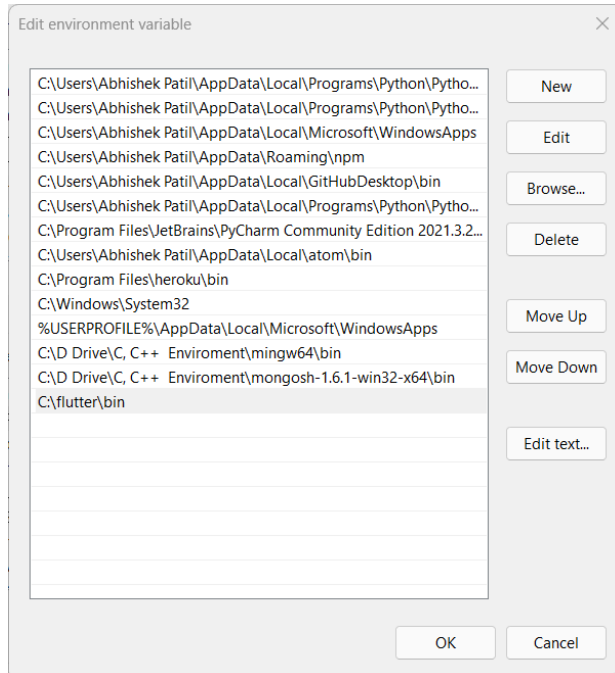 Edit environment variable
C:\Users\Abhishek Patil\AppData\Local\Programs\Python\Pytho...
C:\Users\Abhishek Patil\AppData\Local\Programs\Python\Pytho...
C:\Users\Abhishek Patil\AppData\Local\Microsoft\WindowsApps
C:\Users\Abhishek Patil\AppData\Roaming\npm
C:\Users\Abhishek Patil\AppData\Local\GitHubDesktop\bin
C:\Users\Abhishek Patil\AppData\Local\Programs\Python\Pytho...
C:\Program Files\JetBrains\PyCharm Community Edition 2021.3.2...
C:\Users\Abhishek Patil\AppData\Local\atom\bin
C:\Program Files\heroku\bin
C:\Windows\System32
%USERPROFILE%\AppData\Local\Microsoft\WindowsApps
C:\D Drive\C, C++  Enviroment\mingw64\bin
C:\D Drive\C, C++  Enviroment\mongosh-1.6.1-win32-x64\bin
C:\flutter\bin
New
Edit
Browse...
Delete
Move Up
Move Down
Edit text...
OK
Cancel